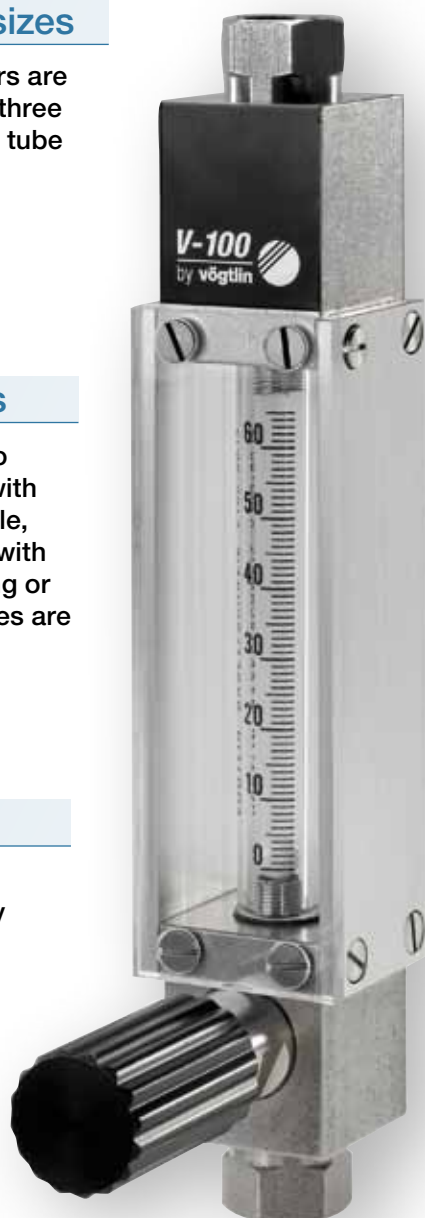 sizes
rs are
three
tube
s
o
with
le,
with
g or
es are
y
V-100
by vögtlin
60
50
40
30
20
10
0